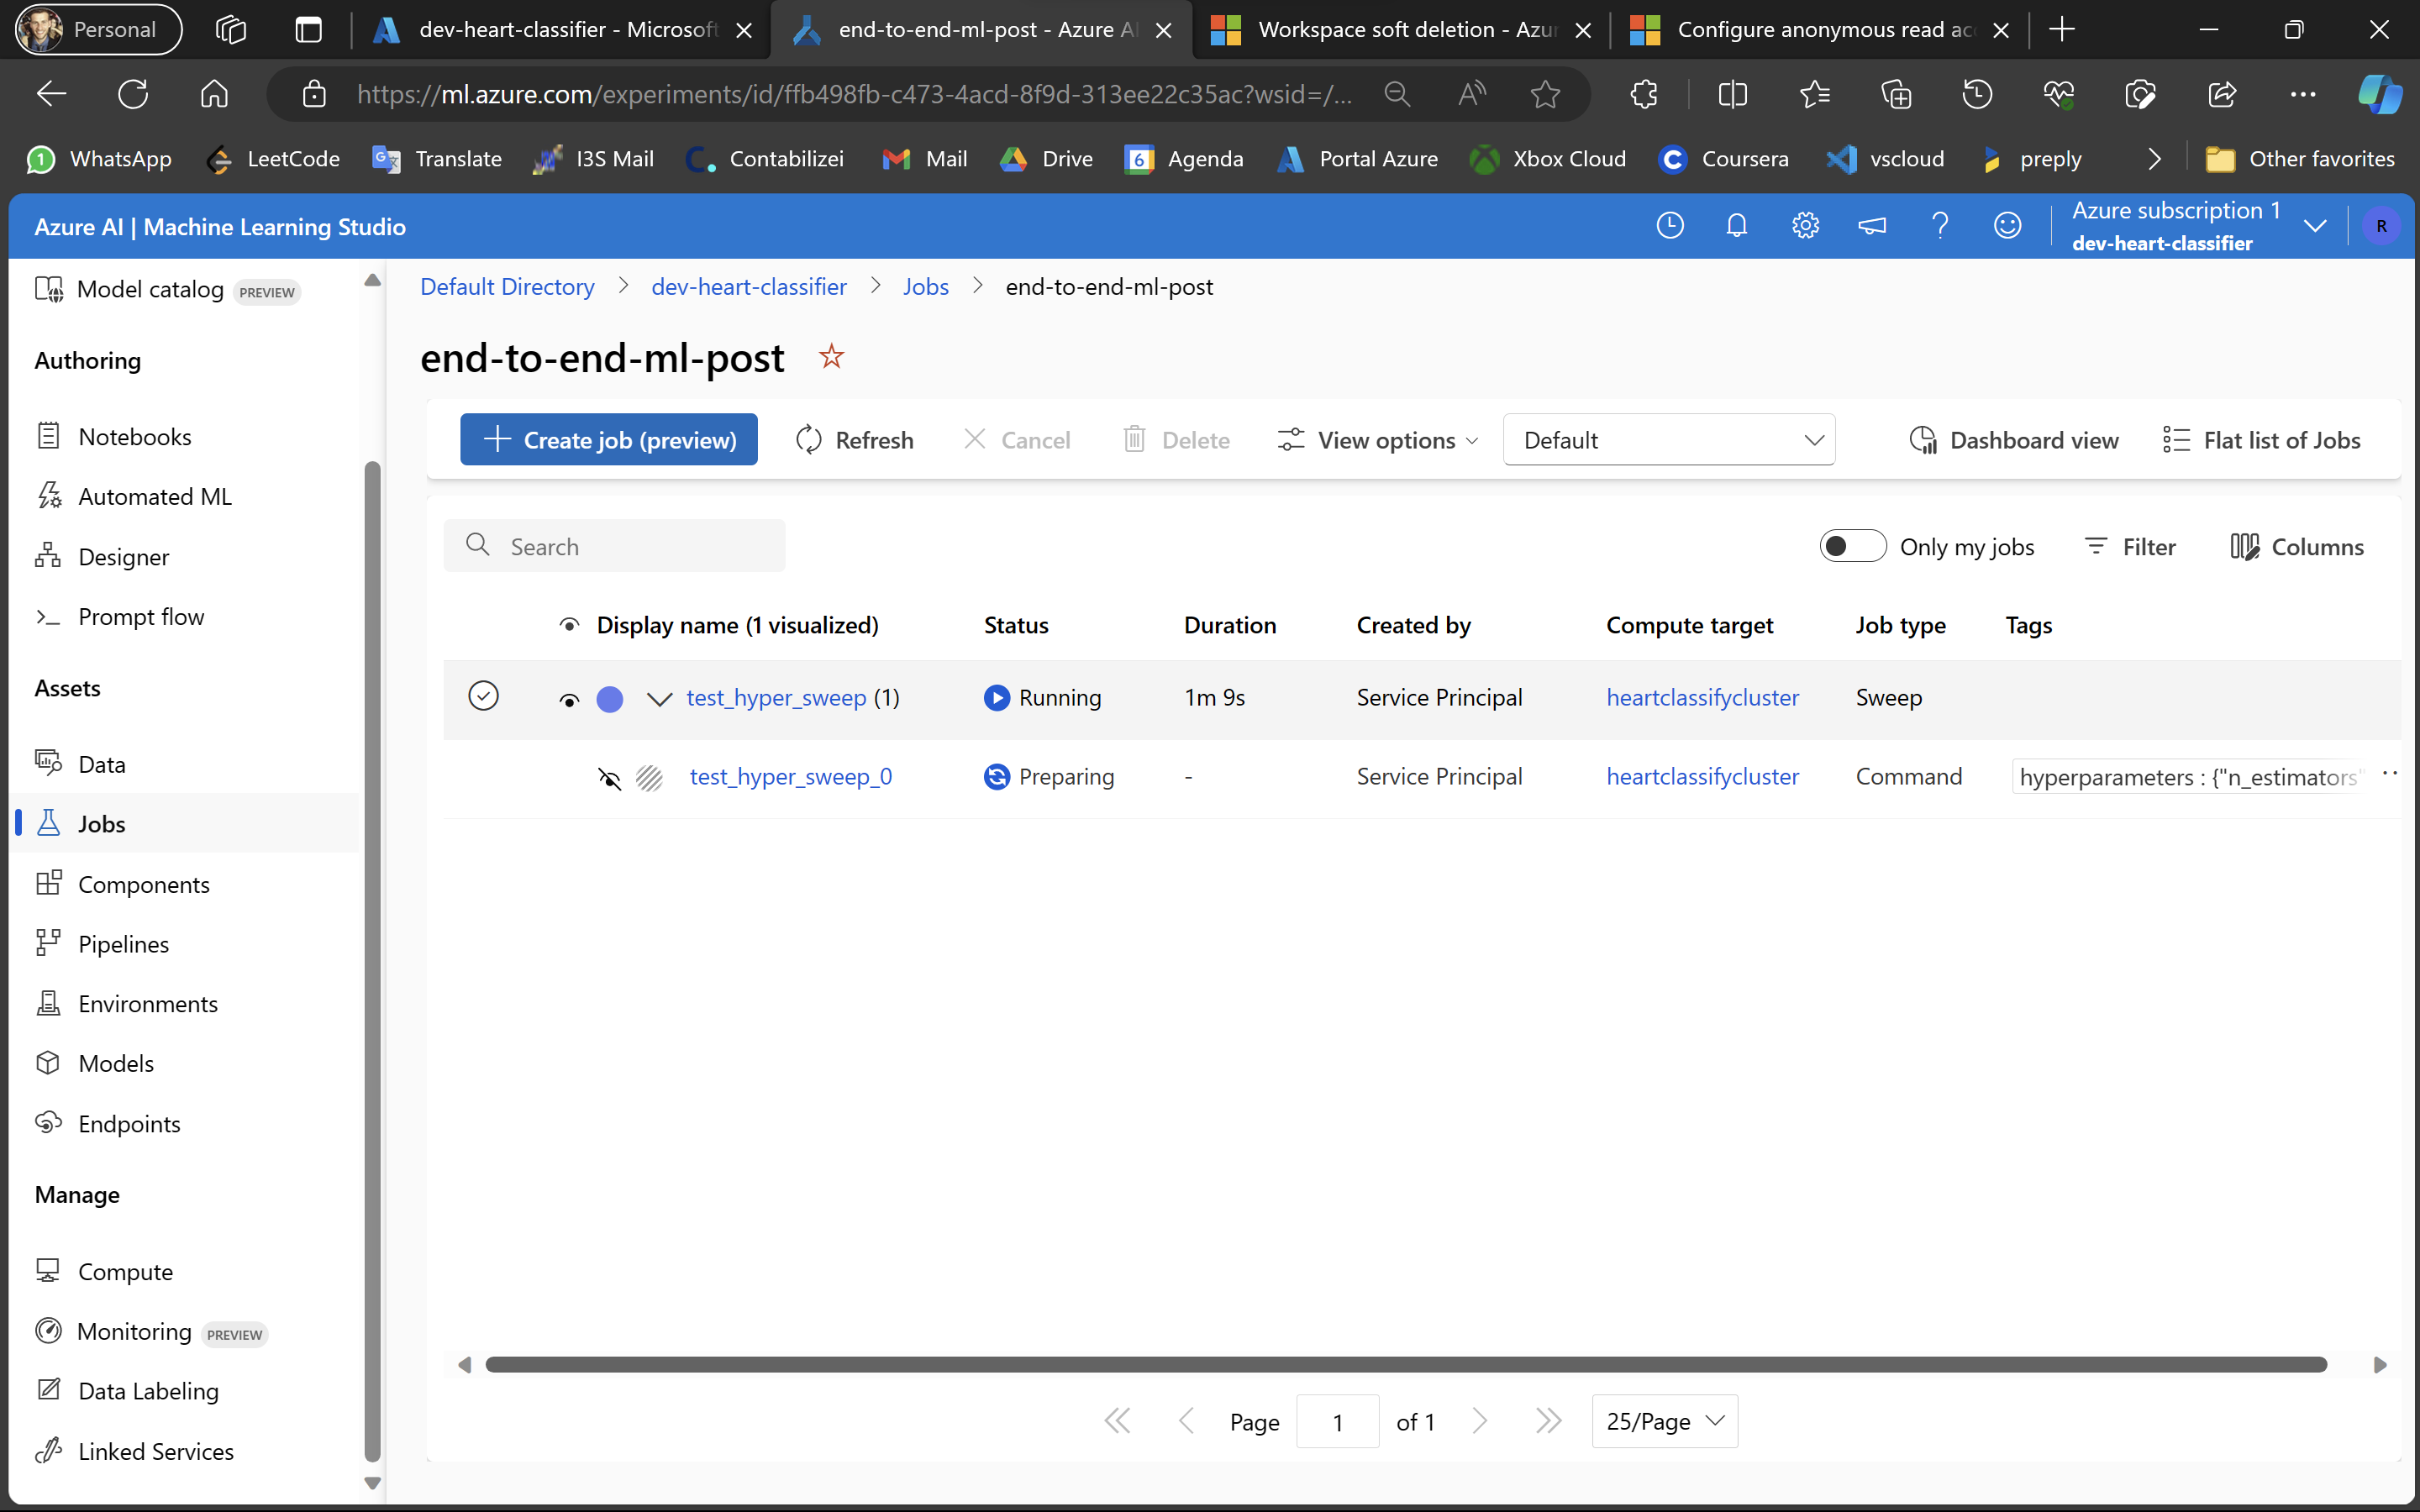 Personal
dev-heart-classifier - Microsoft
end-to-end-ml-post - Azure AI
Workspace soft deletion - Azur
Configure anonymous read acc
https://ml.azure.com/experiments/id/ffb498fb-c473-4acd-8f9d-313ee22c35ac?wsid=/...
1 WhatsApp
LeetCode
Translate
I3S Mail
Contabilizei
Mail
Drive
6 Agenda
Portal Azure
Xbox Cloud
Coursera
vscloud
preply
Other favorites
Azure AI | Machine Learning Studio
Azure subscription 1
dev-heart-classifier
R
Model catalog PREVIEW
Authoring
Notebooks
Automated ML
Designer
Prompt flow
Assets
Data
Jobs
Components
Pipelines
Environments
Models
Endpoints
Manage
Compute
Monitoring PREVIEW
Data Labeling
Linked Services
Default Directory > dev-heart-classifier > Jobs > end-to-end-ml-post
end-to-end-ml-post
Create job (preview) Refresh Cancel Delete View options Default Dashboard view Flat list of Jobs
Search Only my jobs Filter Columns
Display name (1 visualized) Status Duration Created by Compute target Job type Tags
test_hyper_sweep (1) Running 1m 9s Service Principal heartclassifycluster Sweep
test_hyper_sweep_0 Preparing - Service Principal heartclassifycluster Command hyperparameters : {"n_estimators"
Page 1 of 1 25/Page